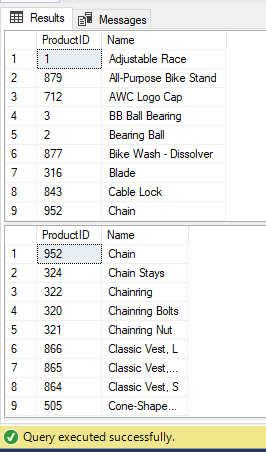 Results Messages
ProductID Name
1 1 Adjustable Race
2 879 All-Purpose Bike Stand
3 712 AWC Logo Cap
4 3 BB Ball Bearing
5 2 Bearing Ball
6 877 Bike Wash - Dissolver
7 316 Blade
8 843 Cable Lock
9 952 Chain
ProductID Name
1 952 Chain
2 324 Chain Stays
3 322 Chainring
4 320 Chainring Bolts
5 321 Chainring Nut
6 866 Classic Vest, L
7 865 Classic Vest,...
8 864 Classic Vest, S
9 505 Cone-Shape...
Query executed successfully.